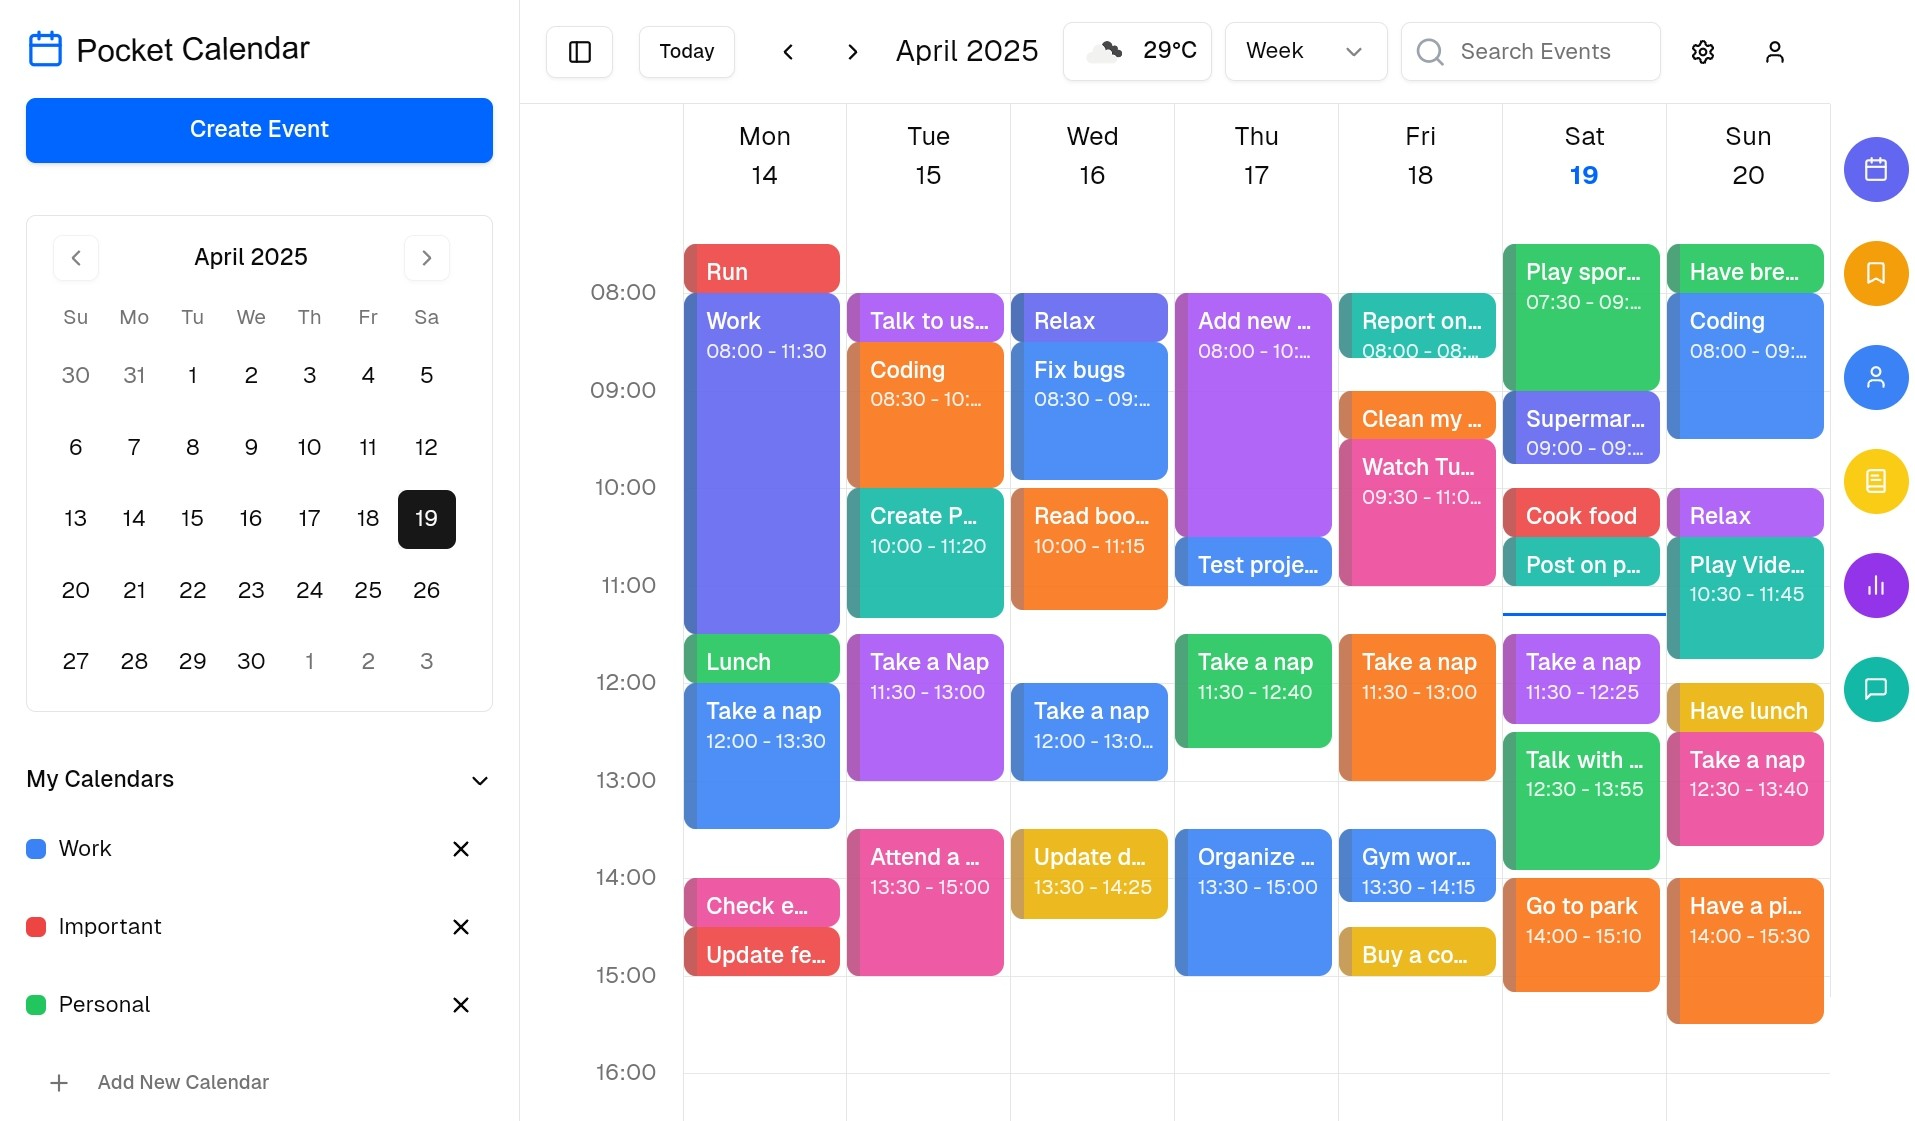 Pocket Calendar
Create Event
April 2025
Su Mo Tu We Th Fr Sa
30 31 1 2 3 4 5
6 7 8 9 10 11 12
13 14 15 16 17 18 19
20 21 22 23 24 25 26
27 28 29 30 1 2 3
My Calendars
Work
Important
Personal
Add New Calendar
Today
April 2025
29°C
Week
Search Events
Mon
14
Tue
15
Wed
16
Thu
17
Fri
18
Sat
19
Sun
20
08:00
09:00
10:00
11:00
12:00
13:00
14:00
15:00
16:00
Run
Work
08:00 - 11:30
Lunch
Take a nap
12:00 - 13:30
Check e...
Update fe...
Talk to us...
Coding
08:30 - 10:...
Create P...
10:00 - 11:20
Take a Nap
11:30 - 13:00
Attend a ...
13:30 - 15:00
Relax
Fix bugs
08:30 - 09:...
Read boo...
10:00 - 11:15
Take a nap
12:00 - 13:0...
Update d...
13:30 - 14:25
Add new ...
08:00 - 10:...
Test proje...
Take a nap
11:30 - 12:40
Organize ...
13:30 - 15:00
Report on...
08:00 - 08:...
Clean my ...
Watch Tu...
09:30 - 11:0...
Take a nap
11:30 - 13:00
Gym wor...
13:30 - 14:15
Buy a co...
Play spor...
07:30 - 09:...
Supermar...
09:00 - 09:...
Cook food
Post on p...
Take a nap
11:30 - 12:25
Talk with ...
12:30 - 13:55
Go to park
14:00 - 15:10
Have bre...
Coding
08:00 - 09:...
Relax
Play Vide...
10:30 - 11:45
Have lunch
Take a nap
12:30 - 13:40
Have a pi...
14:00 - 15:30